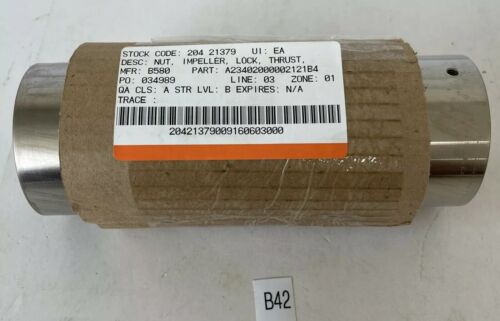 STOCK CODE: 204 21379 UI: EA
DESC: NUT, IMPELLER, LOCK, THRUST,
MFR: B580 PART: A23402000002121B4
PO: 034989 LINE: 03 ZONE: 01
QA CLS: A STR LVL: B EXPIRES: N/A
TRACE :
20421379009160603000
B42